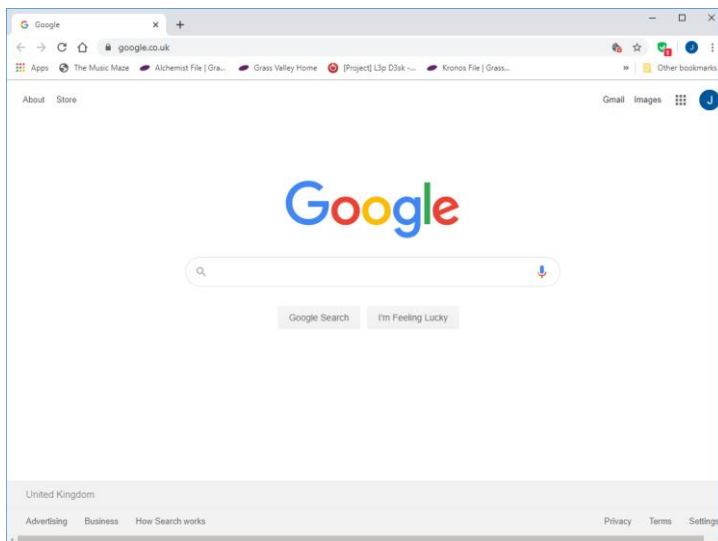 Google
google.co.uk
Apps The Music Maze Alchemist File | Gra... Grass Valley Home [Project] L3p D3sk -... Kronos File | Grass... » Other bookmarks
About Store Gmail Images J
Google
Google Search I'm Feeling Lucky
United Kingdom
Advertising Business How Search works Privacy Terms Settings